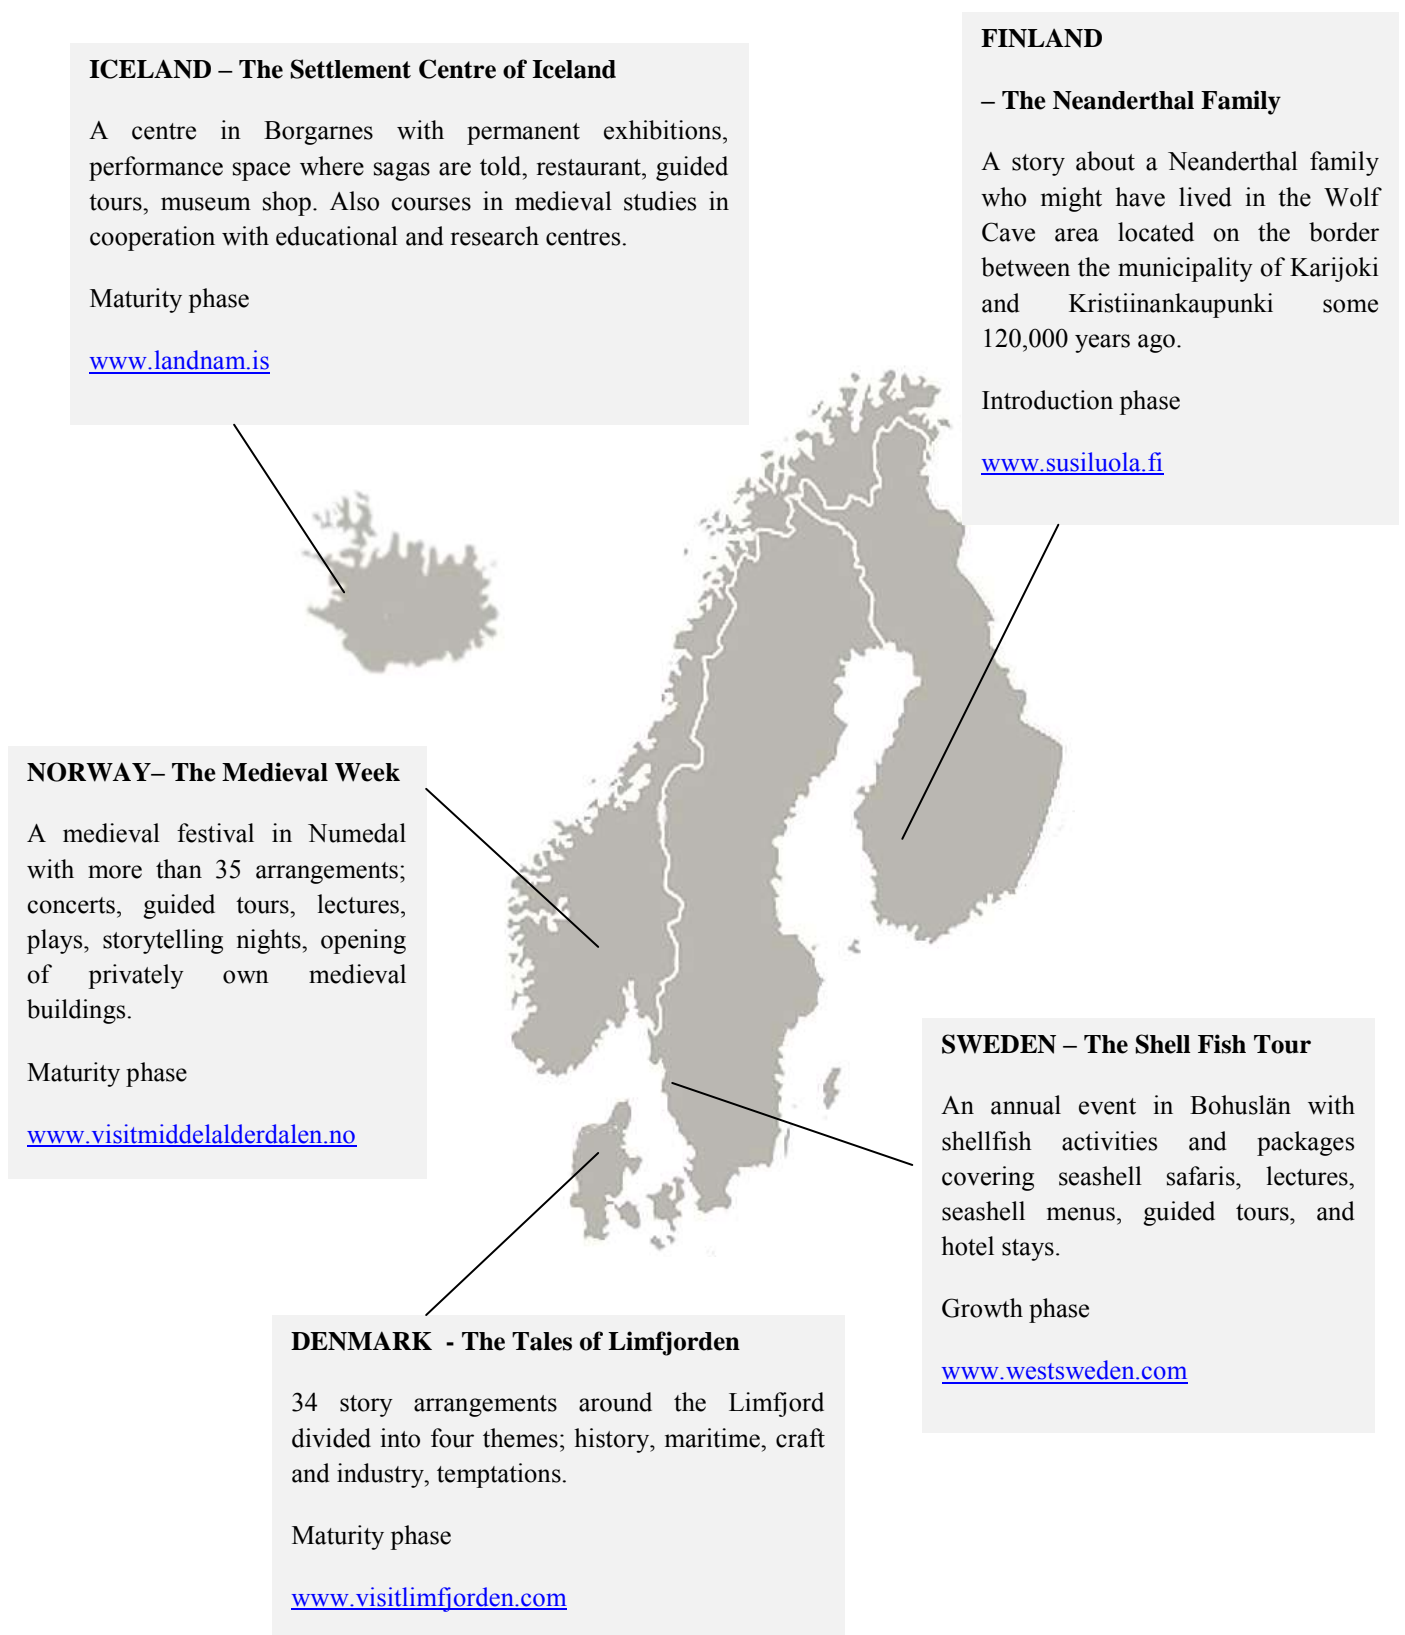 ICELAND – The Settlement Centre of Iceland
A centre in Borgarnes with permanent exhibitions,
performance space where sagas are told, restaurant, guided
tours, museum shop. Also courses in medieval studies in
cooperation with educational and research centres.
Maturity phase
www.landnam.is
FINLAND
– The Neanderthal Family
A story about a Neanderthal family
who might have lived in the Wolf
Cave area located on the border
between the municipality of Karijoki
and Kristiinankaupunki some
120,000 years ago.
Introduction phase
www.susiluola.fi
NORWAY– The Medieval Week
A medieval festival in Numedal
with more than 35 arrangements;
concerts, guided tours, lectures,
plays, storytelling nights, opening
of privately own medieval
buildings.
Maturity phase
www.visitmiddelalderdalen.no
SWEDEN – The Shell Fish Tour
An annual event in Bohuslän with
shellfish activities and packages
covering seashell safaris, lectures,
seashell menus, guided tours, and
hotel stays.
Growth phase
www.westsweden.com
DENMARK - The Tales of Limfjorden
34 story arrangements around the Limfjord
divided into four themes; history, maritime, craft
and industry, temptations.
Maturity phase
www.visitlimfjorden.com